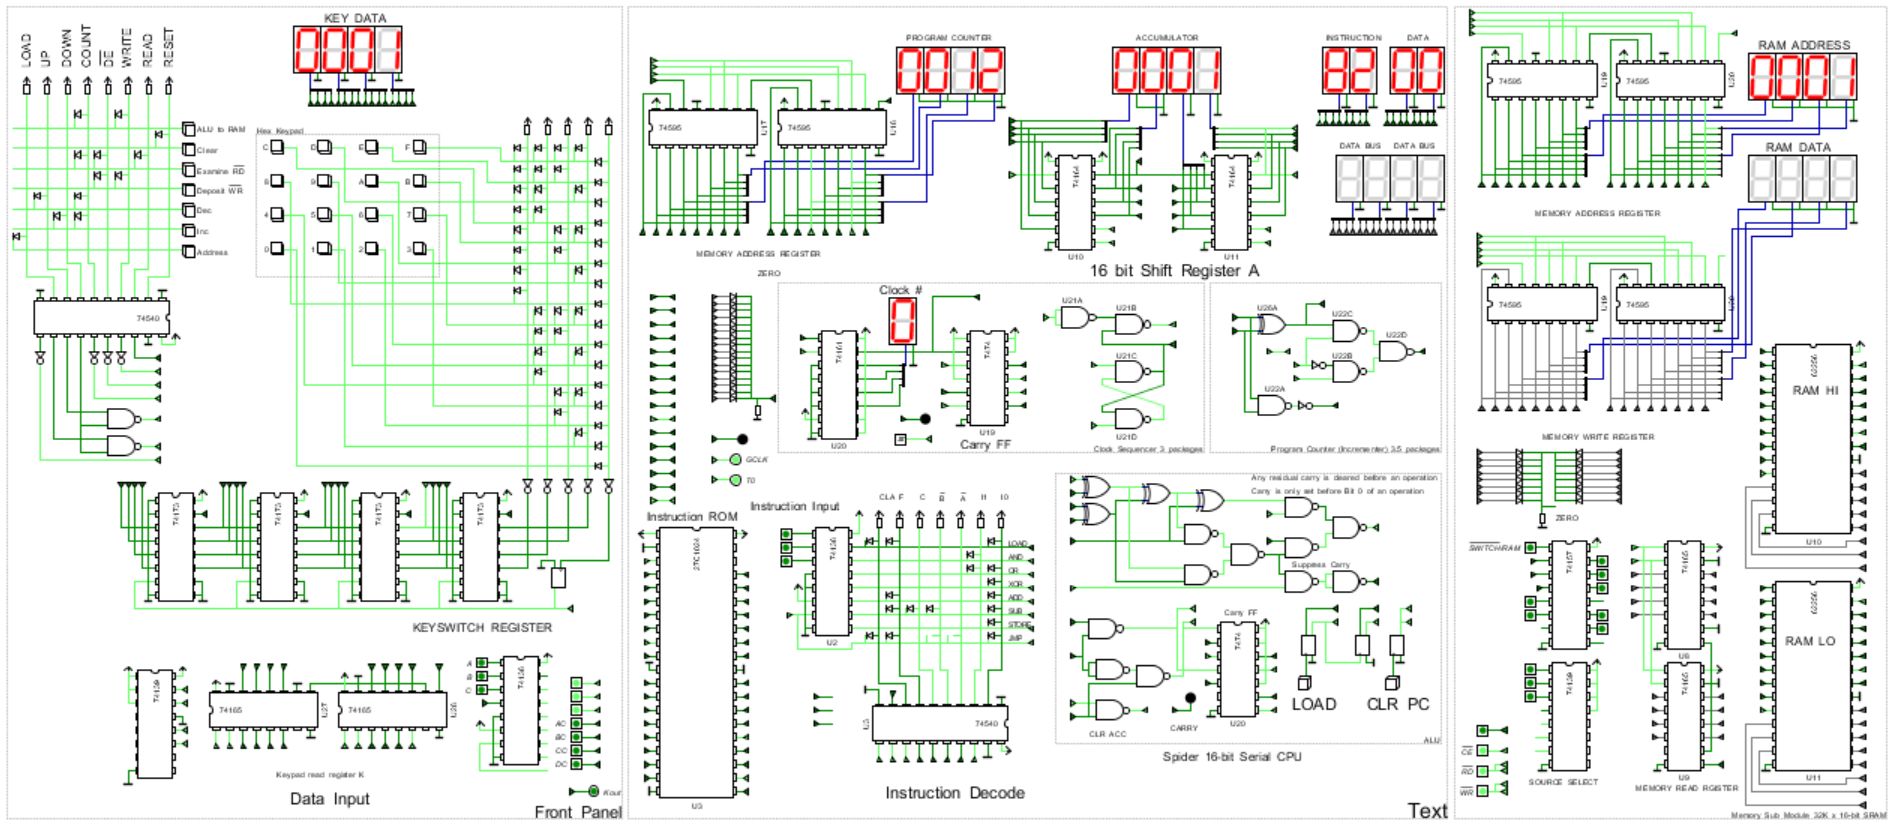 LOAD
UP
DOWN
COUNT
DE
WRITE
READ
RESET
KEY DATA
0001
ALU to RAM
Clear
Examine RD
Deposit WR
Dec
Inc
Address
Hex Keypad
C D E F
8 9 A B
4 5 6 7
0 1 2 3
74540
74173
74173
74173
74173
KEYSWITCH REGISTER
74139
74165
U27
74165
U28
Keypad read register K
A
B
C
74138
AC
BC
CC
DC
Kout
Data Input
Front Panel
PROGRAM COUNTER
0012
ACCUMULATOR
0001
INSTRUCTION
82
DATA
00
74595
U17
74595
U18
MEMORY ADDRESS REGISTER
ZERO
74164
U10
74164
U11
16 bit Shift Register A
DATA BUS
DATA BUS
Clock #
0
74161
U20
7474
U19
Carry FF
U21A
U21B
U21C
U21D
Clock Sequencer 3 packages
U26A
U22C
U22D
U22B
U22A
Program Counter (Incrementer) 3.5 packages
GCLK
T0
Instruction ROM
27C1024
U3
Instruction Input
74138
U2
CLA F C B A I1 I0
LOAD
AND
OR
XOR
ADD
SUB
STORE
JMP
U5
74540
Instruction Decode
Any residual carry is cleared before an operation
Carry is only set before Bit 0 of an operation
Suppress Carry
Carry FF
7474
U20
CLR ACC
CARRY
LOAD
CLR PC
ALU
Spider 16-bit Serial CPU
Text
74595
U19
74595
U20
RAM ADDRESS
0001
RAM DATA
MEMORY ADDRESS REGISTER
74595
U19
74595
MEMORY WRITE REGISTER
ZERO
62256
RAM HI
U10
SWITCH/RAM
74157
74165
U8
62256
RAM LO
U11
74139
SOURCE SELECT
74165
U9
MEMORY READ RGISTER
CE
RD
WR
Memory Sub Module 32K x 16-bit SRAM